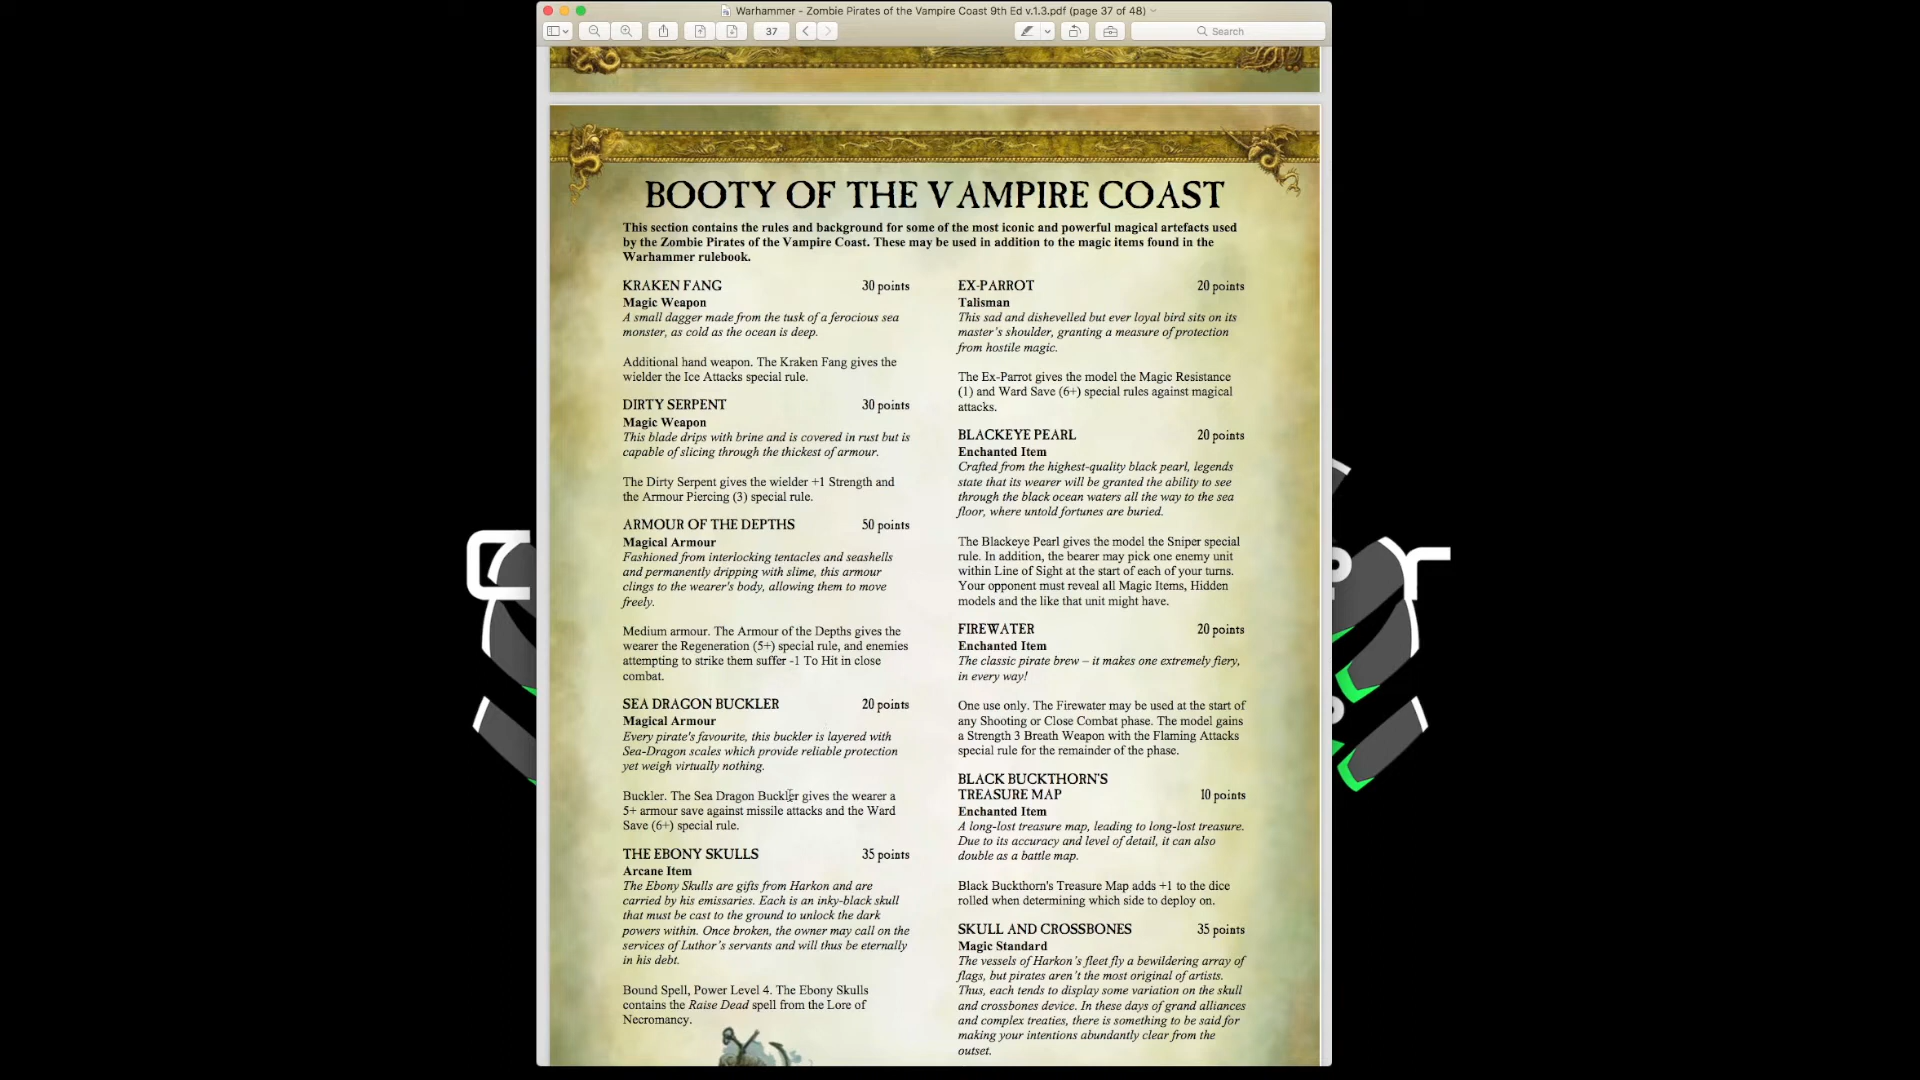 Warhammer - Zombie Pirates of the Vampire Coast 9th Ed v.1.3.pdf (page 37 of 48)
37
Search
BOOTY OF THE VAMPIRE COAST
This section contains the rules and background for some of the most iconic and powerful magical artefacts used
by the Zombie Pirates of the Vampire Coast. These may be used in addition to the magic items found in the
Warhammer rulebook.
KRAKEN FANG 30 points
Magic Weapon
A small dagger made from the tusk of a ferocious sea
monster, as cold as the ocean is deep.
Additional hand weapon. The Kraken Fang gives the
wielder the Ice Attacks special rule.
DIRTY SERPENT 30 points
Magic Weapon
This blade drips with brine and is covered in rust but is
capable of slicing through the thickest of armour.
The Dirty Serpent gives the wielder +1 Strength and
the Armour Piercing (3) special rule.
ARMOUR OF THE DEPTHS 50 points
Magical Armour
Fashioned from interlocking tentacles and seashells
and permanently dripping with slime, this armour
clings to the wearer's body, allowing them to move
freely.
Medium armour. The Armour of the Depths gives the
wearer the Regeneration (5+) special rule, and enemies
attempting to strike them suffer -1 To Hit in close
combat.
SEA DRAGON BUCKLER 20 points
Magical Armour
Every pirate's favourite, this buckler is layered with
Sea-Dragon scales which provide reliable protection
yet weigh virtually nothing.
Buckler. The Sea Dragon Buckler gives the wearer a
5+ armour save against missile attacks and the Ward
Save (6+) special rule.
THE EBONY SKULLS 35 points
Arcane Item
The Ebony Skulls are gifts from Harkon and are
carried by his emissaries. Each is an inky-black skull
that must be cast to the ground to unlock the dark
powers within. Once broken, the owner may call on the
services of Luthor's servants and will thus be eternally
in his debt.
Bound Spell, Power Level 4. The Ebony Skulls
contains the Raise Dead spell from the Lore of
Necromancy.
EX-PARROT 20 points
Talisman
This sad and dishevelled but ever loyal bird sits on its
master's shoulder, granting a measure of protection
from hostile magic.
The Ex-Parrot gives the model the Magic Resistance
(1) and Ward Save (6+) special rules against magical
attacks.
BLACKEYE PEARL 20 points
Enchanted Item
Crafted from the highest-quality black pearl, legends
state that its wearer will be granted the ability to see
through the black ocean waters all the way to the sea
floor, where untold fortunes are buried.
The Blackeye Pearl gives the model the Sniper special
rule. In addition, the bearer may pick one enemy unit
within Line of Sight at the start of each of your turns.
Your opponent must reveal all Magic Items, Hidden
models and the like that unit might have.
FIREWATER 20 points
Enchanted Item
The classic pirate brew – it makes one extremely fiery,
in every way!
One use only. The Firewater may be used at the start of
any Shooting or Close Combat phase. The model gains
a Strength 3 Breath Weapon with the Flaming Attacks
special rule for the remainder of the phase.
BLACK BUCKTHORN'S
TREASURE MAP 10 points
Enchanted Item
A long-lost treasure map, leading to long-lost treasure.
Due to its accuracy and level of detail, it can also
double as a battle map.
Black Buckthorn's Treasure Map adds +1 to the dice
rolled when determining which side to deploy on.
SKULL AND CROSSBONES 35 points
Magic Standard
The vessels of Harkon's fleet fly a bewildering array of
flags, but pirates aren't the most original of artists.
Thus, each tends to display some variation on the skull
and crossbones device. In these days of grand alliances
and complex treaties, there is something to be said for
making your intentions abundantly clear from the
outset.